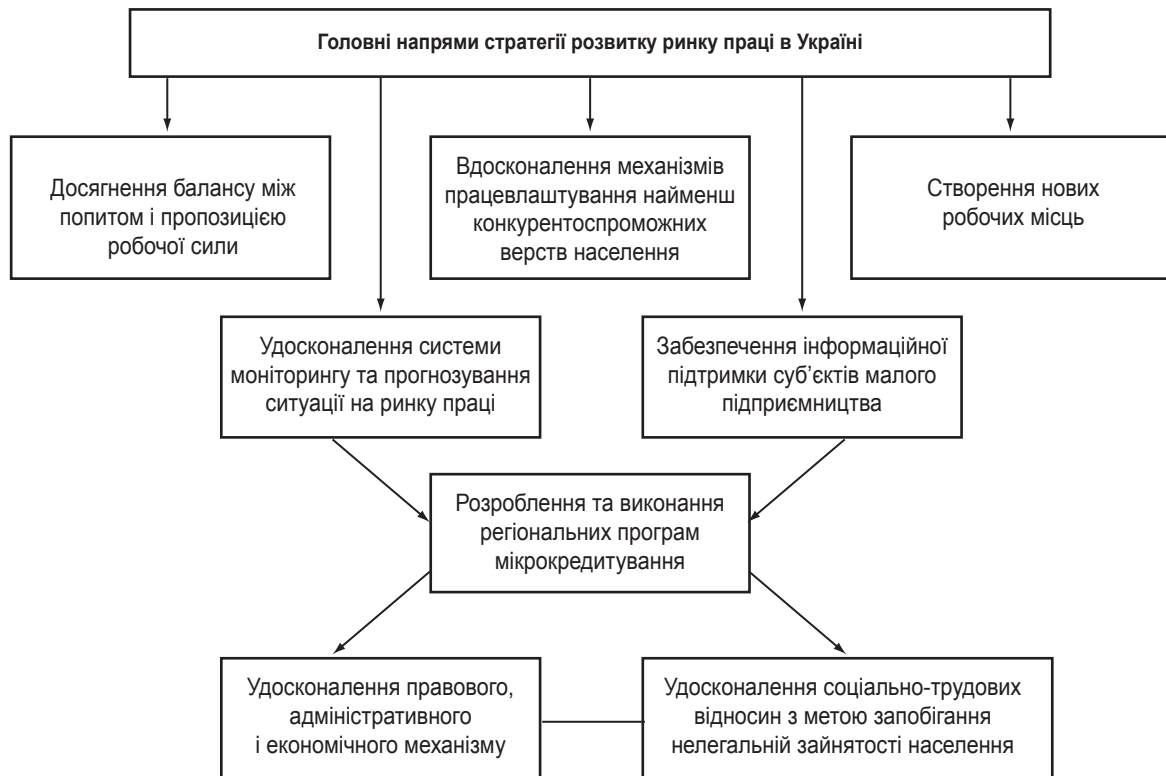 Головні напрями стратегії розвитку ринку праці в Україні
Досягнення балансу між
попитом і пропозицією
робочої сили
Вдосконалення механізмів
працевлаштування найменш
конкурентоспроможних
верств населення
Створення нових
робочих місць
Удосконалення системи
моніторингу та прогнозування
ситуації на ринку праці
Забезпечення інформаційної
підтримки суб’єктів малого
підприємництва
Розроблення та виконання
регіональних програм
мікрокредитування
Удосконалення правового,
адміністративного
і економічного механізму
Удосконалення соціально-трудових
відносин з метою запобігання
нелегальній зайнятості населення